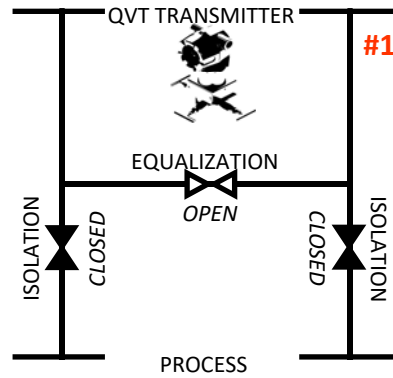 QVT TRANSMITTER
#1
EQUALIZATION
OPEN
ISOLATION
CLOSED
CLOSED
ISOLATION
PROCESS